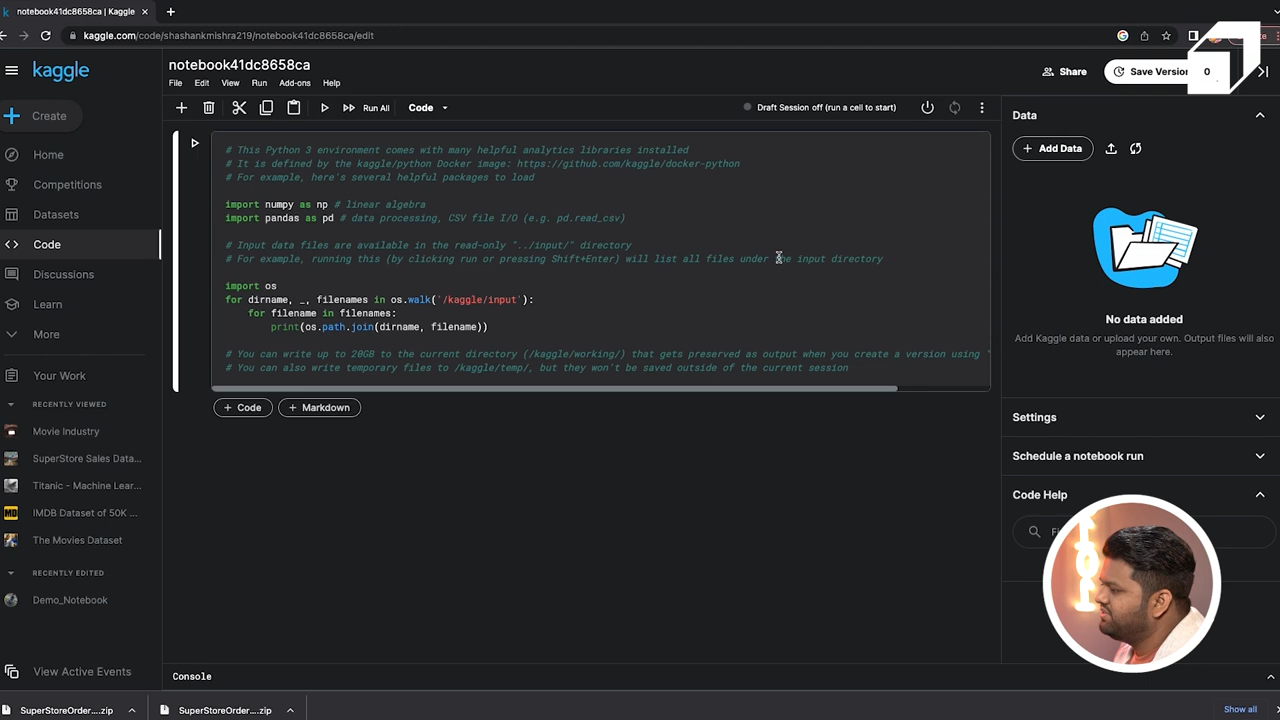 notebook41dc8658ca | Kaggle
kaggle.com/code/shashankmishra219/notebook41dc8658ca/edit
kaggle
notebook41dc8658ca
File Edit View Run Add-ons Help
Share
Save Version 0
Run All
Code
Draft Session off (run a cell to start)
Create
Home
Competitions
Datasets
Code
Discussions
Learn
More
Your Work
RECENTLY VIEWED
Movie Industry
SuperStore Sales Data...
Titanic - Machine Lear...
IMDB Dataset of 50K ...
The Movies Dataset
RECENTLY EDITED
Demo_Notebook
View Active Events
# This Python 3 environment comes with many helpful analytics libraries installed
# It is defined by the kaggle/python Docker image: https://github.com/kaggle/docker-python
# For example, here's several helpful packages to load
import numpy as np # linear algebra
import pandas as pd # data processing, CSV file I/O (e.g. pd.read_csv)
# Input data files are available in the read-only "../input/" directory
# For example, running this (by clicking run or pressing Shift+Enter) will list all files under the input directory
import os
for dirname, _, filenames in os.walk('/kaggle/input'):
for filename in filenames:
print(os.path.join(dirname, filename))
# You can write up to 20GB to the current directory (/kaggle/working/) that gets preserved as output when you create a version using "
# You can also write temporary files to /kaggle/temp/, but they won't be saved outside of the current session
+ Code
+ Markdown
Data
Add Data
No data added
Add Kaggle data or upload your own. Output files will also
appear here.
Settings
Schedule a notebook run
Code Help
Console
SuperStoreOrder....zip
SuperStoreOrder....zip
Show all